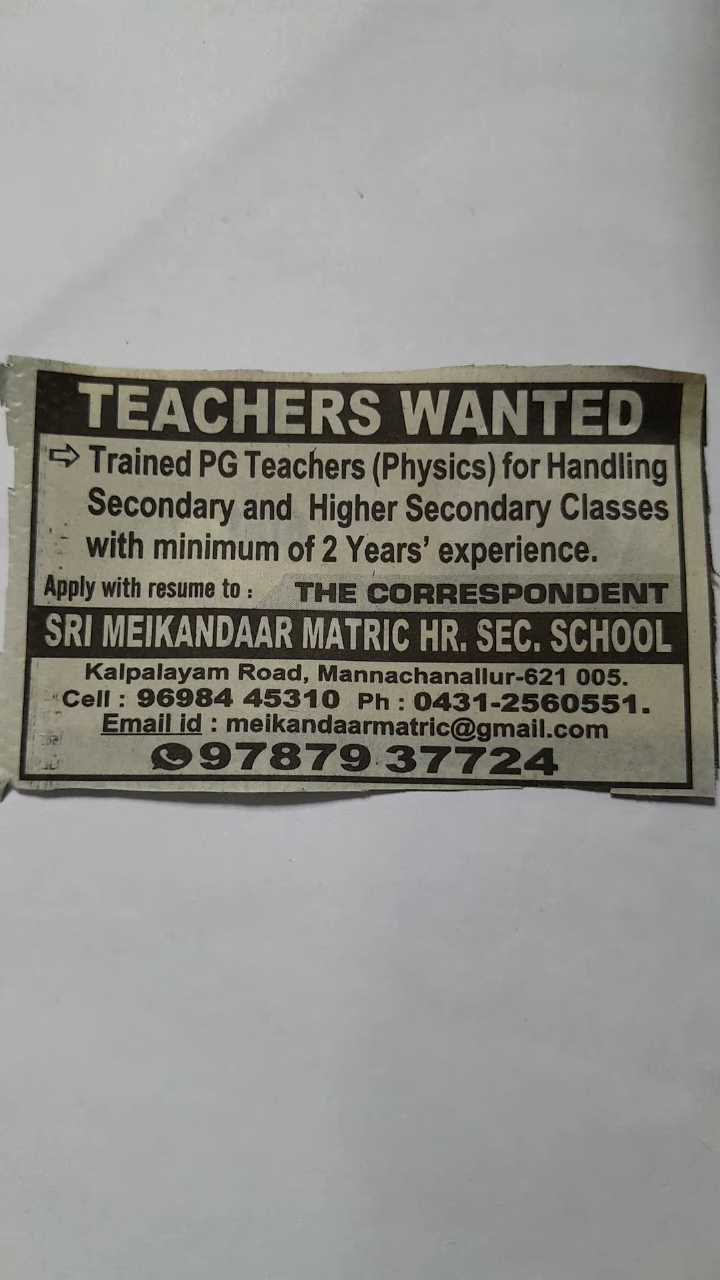 TEACHERS WANTED
⇨ Trained PG Teachers (Physics) for Handling
Secondary and Higher Secondary Classes
with minimum of 2 Years' experience.
Apply with resume to : THE CORRESPONDENT
SRI MEIKANDAAR MATRIC HR. SEC. SCHOOL
Kalpalayam Road, Mannachanallur-621 005.
Cell : 96984 45310 Ph : 0431-2560551.
Email id : meikandaarmatric@gmail.com
97879 37724